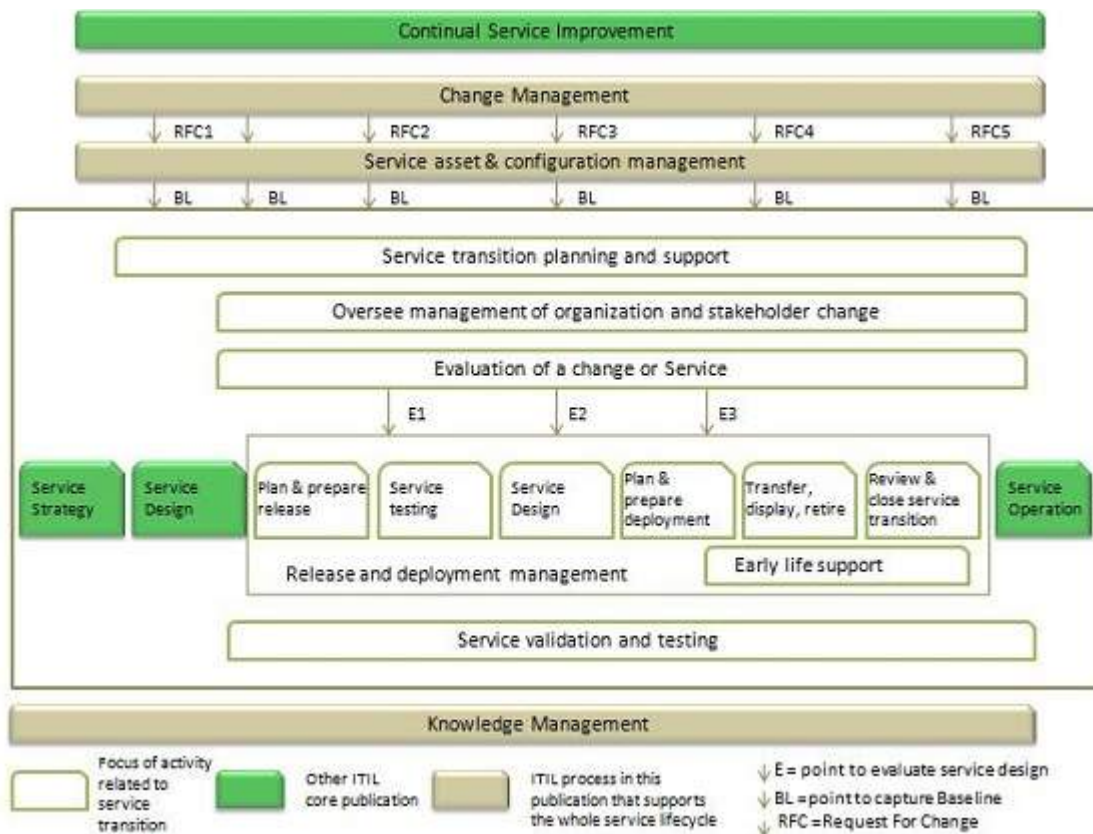 Continual Service Improvement
Change Management
RFC1 RFC2 RFC3 RFC4 RFC5
Service asset & configuration management
BL BL BL BL BL BL
Service transition planning and support
Oversee management of organization and stakeholder change
Evaluation of a change or Service
E1 E2 E3
Service
Strategy
Service
Design
Plan & prepare
release
Service
testing
Service
Design
Plan &
prepare
deployment
Transfer,
display, retire
Review &
close service
transition
Service
Operation
Release and deployment management
Early life support
Service validation and testing
Knowledge Management
Focus of activity
related to
service
transition
Other ITIL
core publication
ITIL process in this
publication that supports
the whole service lifecycle
E = point to evaluate service design
BL =point to capture Baseline
RFC =Request For Change